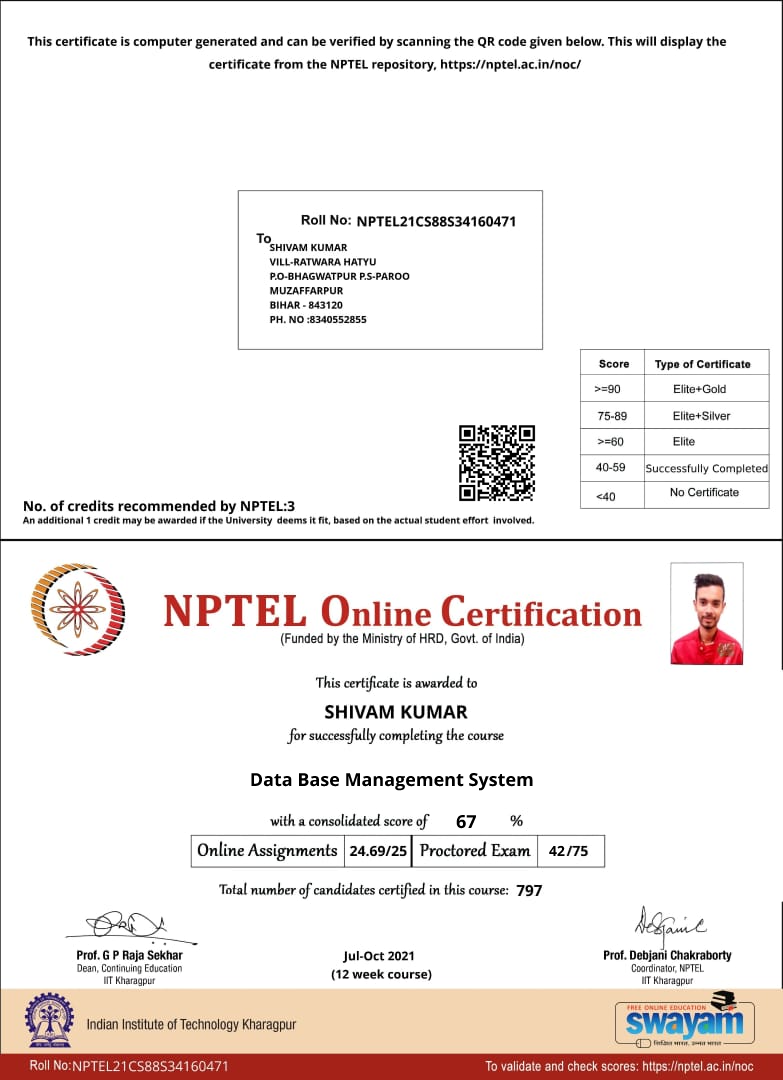 This certificate is computer generated and can be verified by scanning the QR code given below. This will display the
certificate from the NPTEL repository, https://nptel.ac.in/noc/
Roll No: NPTEL21CS88S34160471
To
SHIVAM KUMAR
VILL-RATWARA HATYU
P.O-BHAGWATPUR P.S-PAROO
MUZAFFARPUR
BIHAR - 843120
PH. NO :8340552855
Score Type of Certificate
>=90 Elite+Gold
75-89 Elite+Silver
>=60 Elite
40-59 Successfully Completed
<40 No Certificate
No. of credits recommended by NPTEL:3
An additional 1 credit may be awarded if the University deems it fit, based on the actual student effort involved.
NPTEL Online Certification
(Funded by the Ministry of HRD, Govt. of India)
This certificate is awarded to
SHIVAM KUMAR
for successfully completing the course
Data Base Management System
with a consolidated score of 67 %
Online Assignments 24.69/25 Proctored Exam 42/75
Total number of candidates certified in this course: 797
Prof. G P Raja Sekhar
Dean, Continuing Education
IIT Kharagpur
Jul-Oct 2021
(12 week course)
Prof. Debjani Chakraborty
Coordinator, NPTEL
IIT Kharagpur
Indian Institute of Technology Kharagpur
FREE ONLINE EDUCATION
swayam
शिक्षित भारत, उन्नत भारत
Roll No:NPTEL21CS88S34160471
To validate and check scores: https://nptel.ac.in/noc